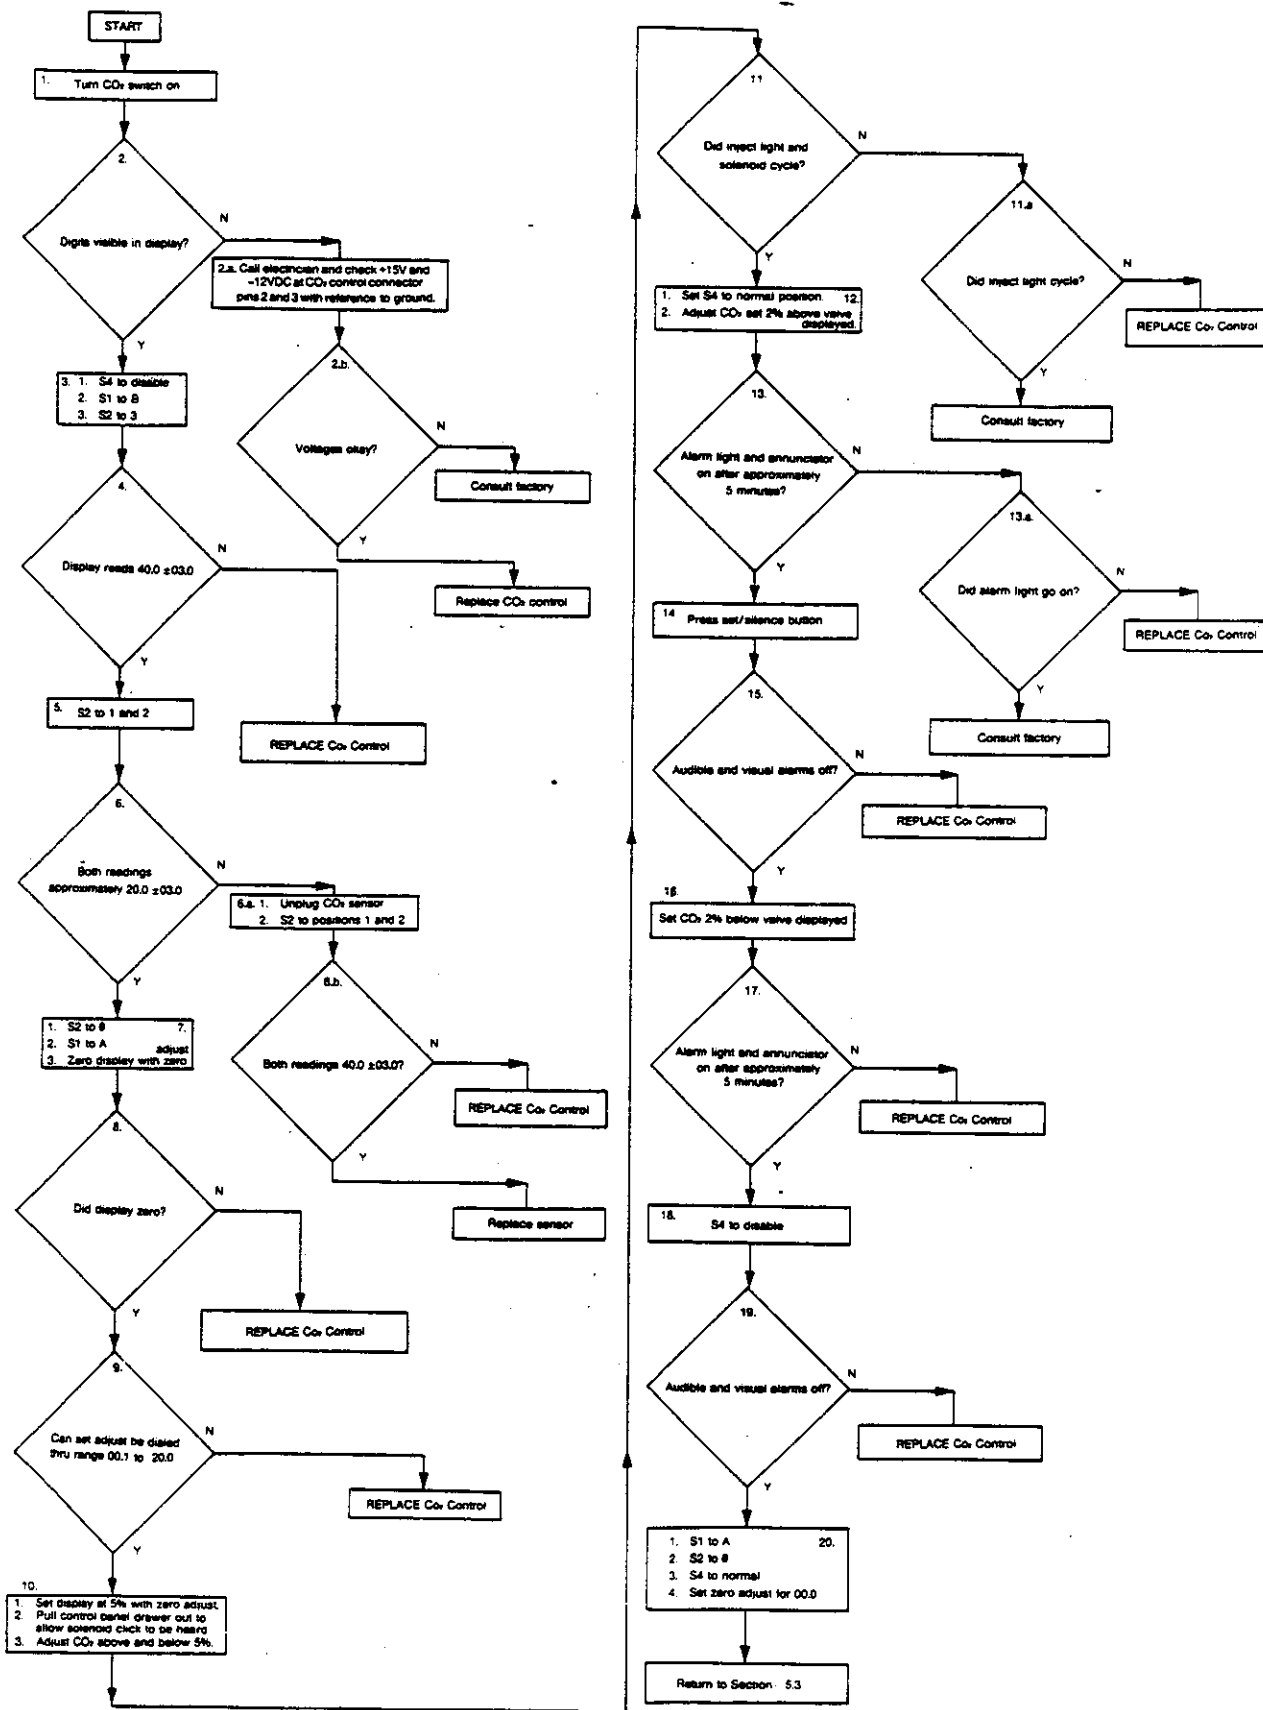 START
1. Turn CO₂ switch on
2.
Digits visible in display?
N
Y
2.a. Call electrician and check +15V and
-12VDC at CO₂ control connector
pins 2 and 3 with reference to ground.
2.b.
Voltages okay?
N
Consult factory
Y
Replace CO₂ control
3. 1. S4 to disable
2. S1 to B
3. S2 to 3
4.
Display reads 40.0 ±03.0
N
REPLACE Co₂ Control
Y
5. S2 to 1 and 2
6.
Both readings
approximately 20.0 ±03.0
N
Y
6.a. 1. Unplug CO₂ sensor
2. S2 to positions 1 and 2
6.b.
Both readings 40.0 ±03.0?
N
REPLACE Co₂ Control
Y
Replace sensor
1. S2 to 0 7.
2. S1 to A adjust
3. Zero display with zero
8.
Did display zero?
N
REPLACE Co₂ Control
Y
9.
Can set adjust be dialed
thru range 00.1 to 20.0
N
REPLACE Co₂ Control
Y
10.
1. Set display at 5% with zero adjust.
2. Pull control panel drawer out to
allow solenoid click to be heard
3. Adjust CO₂ above and below 5%.
11
Did inject light and
solenoid cycle?
N
Y
11.a
Did inject light cycle?
N
REPLACE Co₂ Control
Y
Consult factory
1. Set S4 to normal position. 12.
2. Adjust CO₂ set 2% above valve
displayed.
13.
Alarm light and annunciator
on after approximately
5 minutes?
N
Y
13.a.
Did alarm light go on?
N
REPLACE Co₂ Control
Y
Consult factory
14 Press set/silence button
15.
Audible and visual alarms off?
N
REPLACE Co₂ Control
Y
16.
Set CO₂ 2% below valve displayed
17.
Alarm light and annunciator
on after approximately
5 minutes?
N
REPLACE Co₂ Control
Y
18. S4 to disable
19.
Audible and visual alarms off?
N
REPLACE Co₂ Control
Y
1. S1 to A 20.
2. S2 to 0
3. S4 to normal
4. Set zero adjust for 00.0
Return to Section 5.3